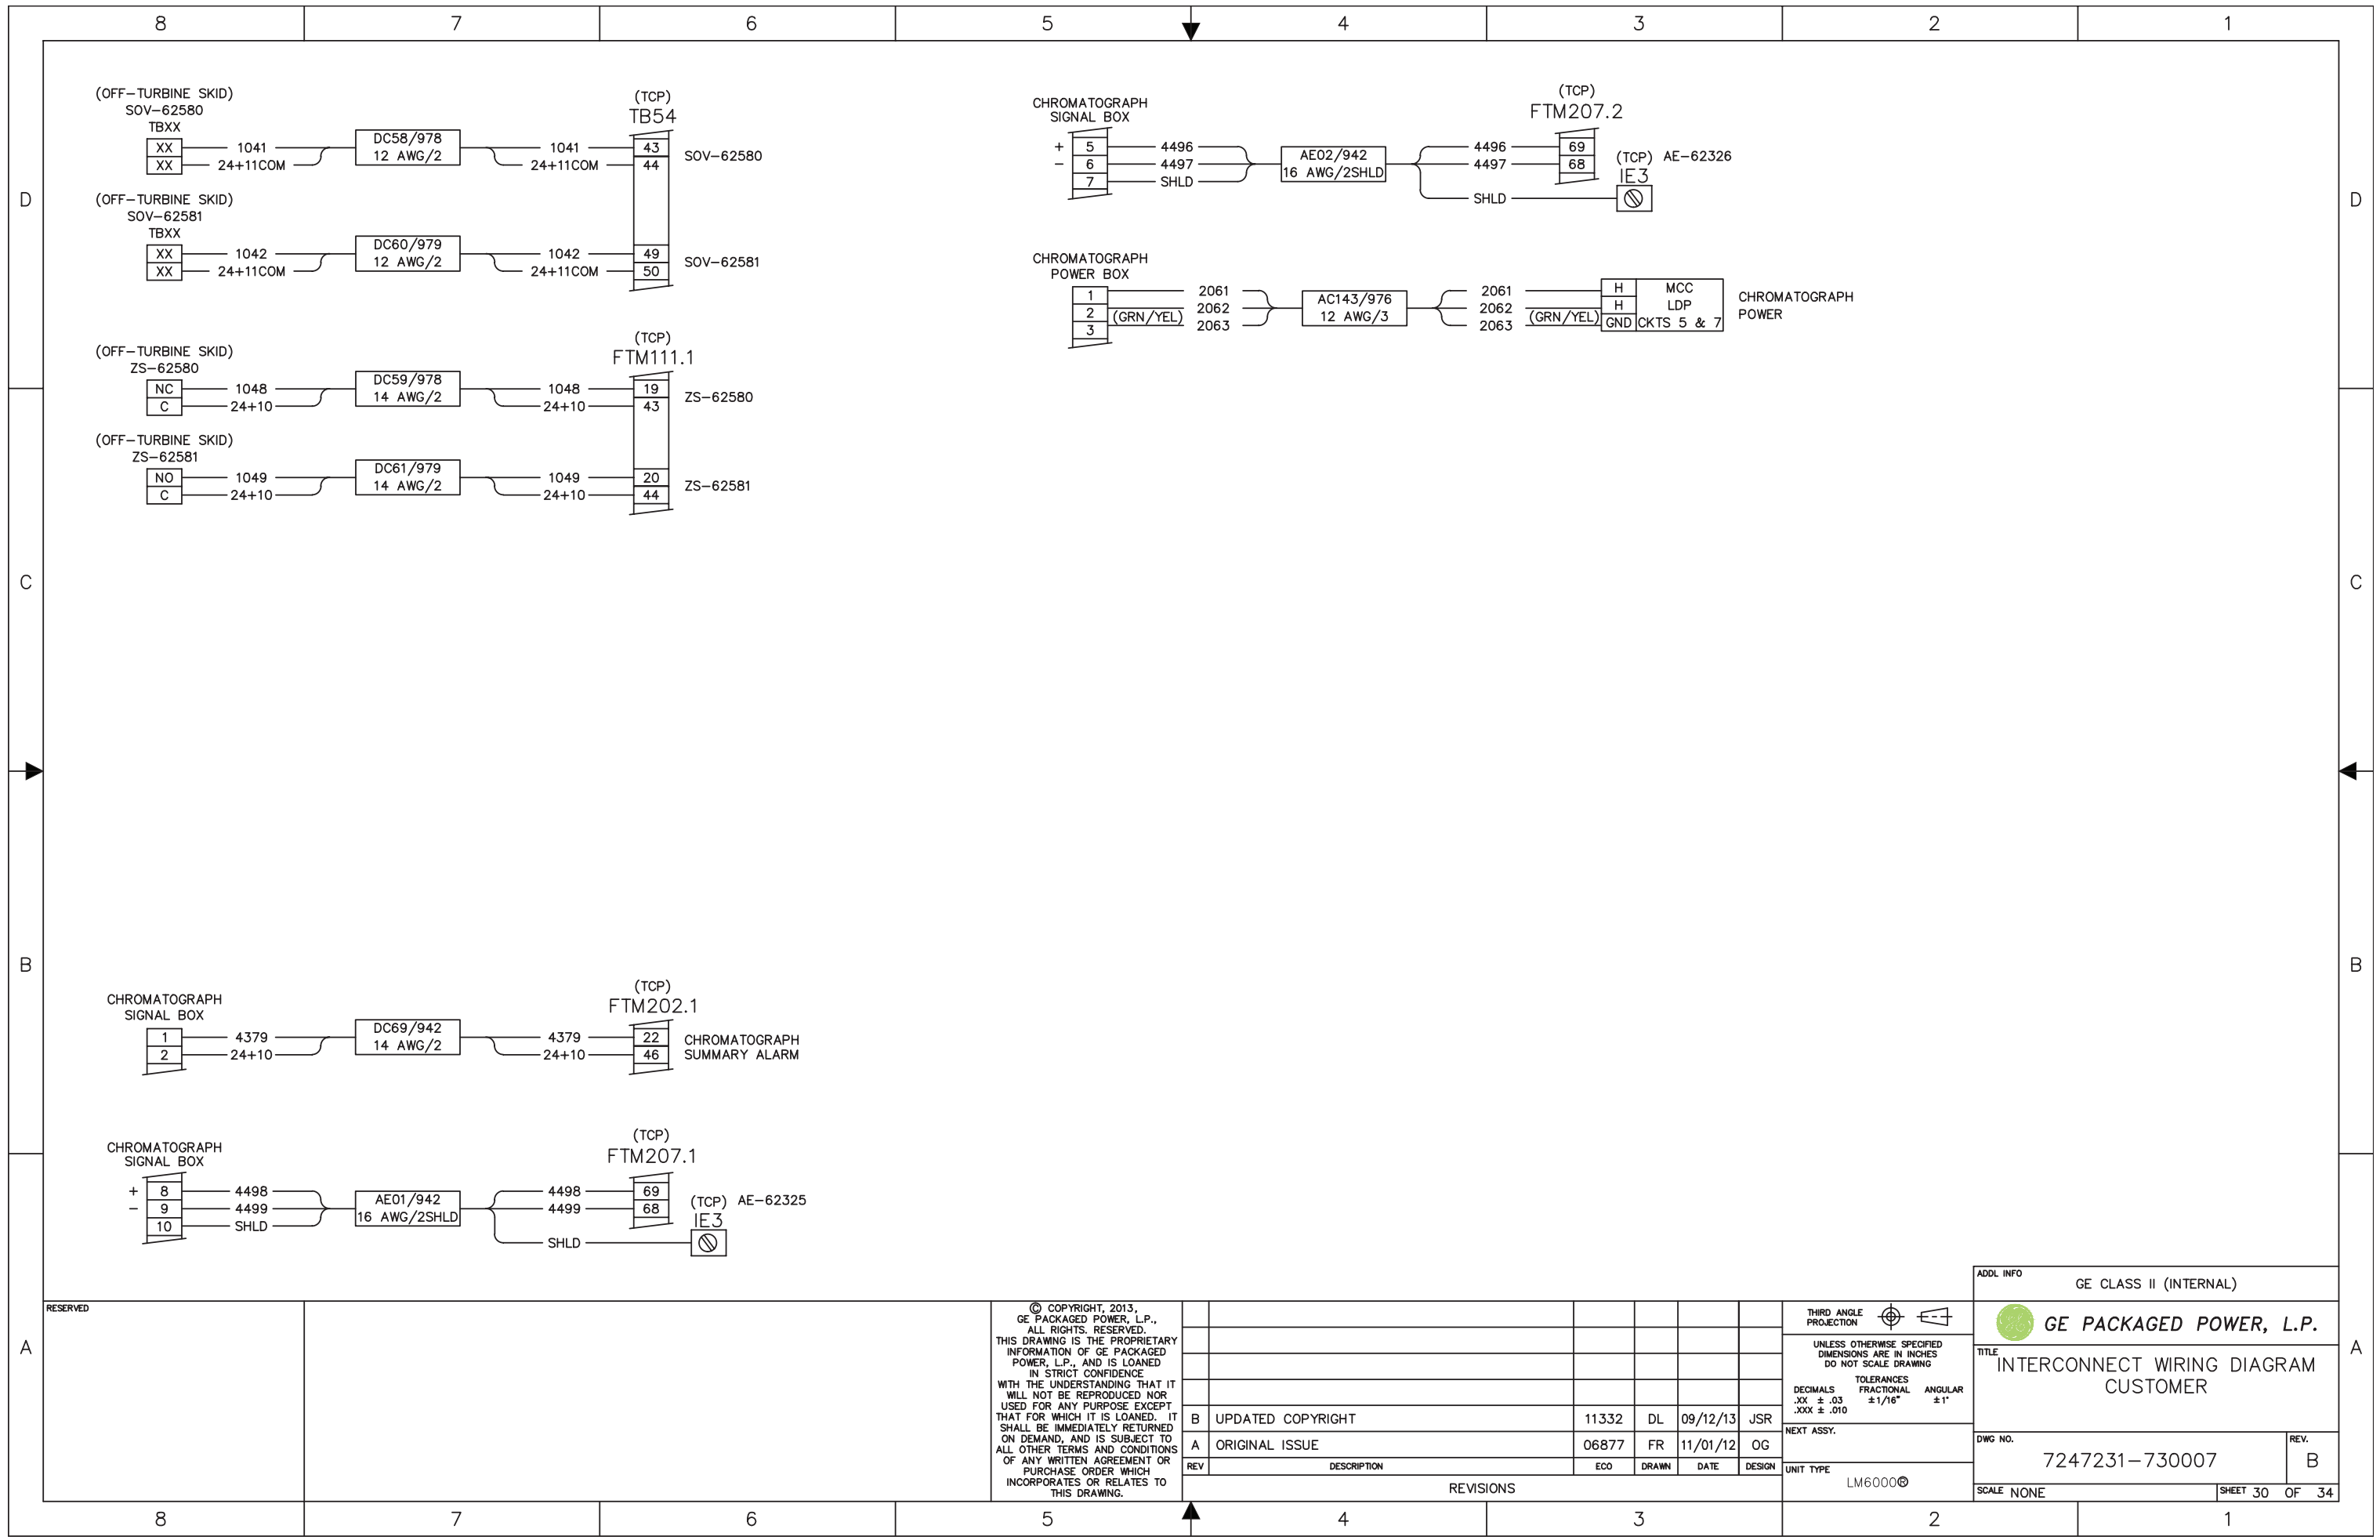 8 7 6 5 4 3 2 1
D
C
B
A
(OFF-TURBINE SKID)
SOV-62580
TBXX
XX 1041 DC58/978 1041 43
XX 24+11COM 12 AWG/2 24+11COM 44
(TCP)
TB54
SOV-62580
(OFF-TURBINE SKID)
SOV-62581
TBXX
XX 1042 DC60/979 1042 49
XX 24+11COM 12 AWG/2 24+11COM 50
SOV-62581
(OFF-TURBINE SKID)
ZS-62580
NC 1048 DC59/978 1048 19
C 24+10 14 AWG/2 24+10 43
(TCP)
FTM111.1
ZS-62580
(OFF-TURBINE SKID)
ZS-62581
NO 1049 DC61/979 1049 20
C 24+10 14 AWG/2 24+10 44
ZS-62581
CHROMATOGRAPH
SIGNAL BOX
1 4379 DC69/942 4379 22
2 24+10 14 AWG/2 24+10 46
(TCP)
FTM202.1
CHROMATOGRAPH
SUMMARY ALARM
CHROMATOGRAPH
SIGNAL BOX
+ 8 4498 AE01/942 4498 69
- 9 4499 16 AWG/2SHLD 4499 68
10 SHLD SHLD
(TCP)
FTM207.1
(TCP) AE-62325
IE3
CHROMATOGRAPH
SIGNAL BOX
+ 5 4496 AE02/942 4496 69
- 6 4497 16 AWG/2SHLD 4497 68
7 SHLD SHLD
(TCP)
FTM207.2
(TCP) AE-62326
IE3
CHROMATOGRAPH
POWER BOX
1 2061 AC143/976 2061 H MCC
2 2062 12 AWG/3 2062 H LDP
3 (GRN/YEL) 2063 2063 (GRN/YEL) GND CKTS 5 & 7
CHROMATOGRAPH
POWER
RESERVED
© COPYRIGHT, 2013,
GE PACKAGED POWER, L.P.,
ALL RIGHTS. RESERVED.
THIS DRAWING IS THE PROPRIETARY
INFORMATION OF GE PACKAGED
POWER, L.P., AND IS LOANED
IN STRICT CONFIDENCE
WITH THE UNDERSTANDING THAT IT
WILL NOT BE REPRODUCED NOR
USED FOR ANY PURPOSE EXCEPT
THAT FOR WHICH IT IS LOANED. IT
SHALL BE IMMEDIATELY RETURNED
ON DEMAND, AND IS SUBJECT TO
ALL OTHER TERMS AND CONDITIONS
OF ANY WRITTEN AGREEMENT OR
PURCHASE ORDER WHICH
INCORPORATES OR RELATES TO
THIS DRAWING.
B UPDATED COPYRIGHT 11332 DL 09/12/13 JSR
A ORIGINAL ISSUE 06877 FR 11/01/12 OG
REV DESCRIPTION ECO DRAWN DATE DESIGN
REVISIONS
THIRD ANGLE
PROJECTION
UNLESS OTHERWISE SPECIFIED
DIMENSIONS ARE IN INCHES
DO NOT SCALE DRAWING
TOLERANCES
DECIMALS FRACTIONAL ANGULAR
.XX ± .03 ±1/16" ±1°
.XXX ± .010
NEXT ASSY.
UNIT TYPE
LM6000®
ADDL INFO
GE CLASS II (INTERNAL)
GE PACKAGED POWER, L.P.
TITLE
INTERCONNECT WIRING DIAGRAM
CUSTOMER
DWG NO.
7247231-730007
REV.
B
SCALE NONE
SHEET 30 OF 34
D
C
B
A
8 7 6 5 4 3 2 1